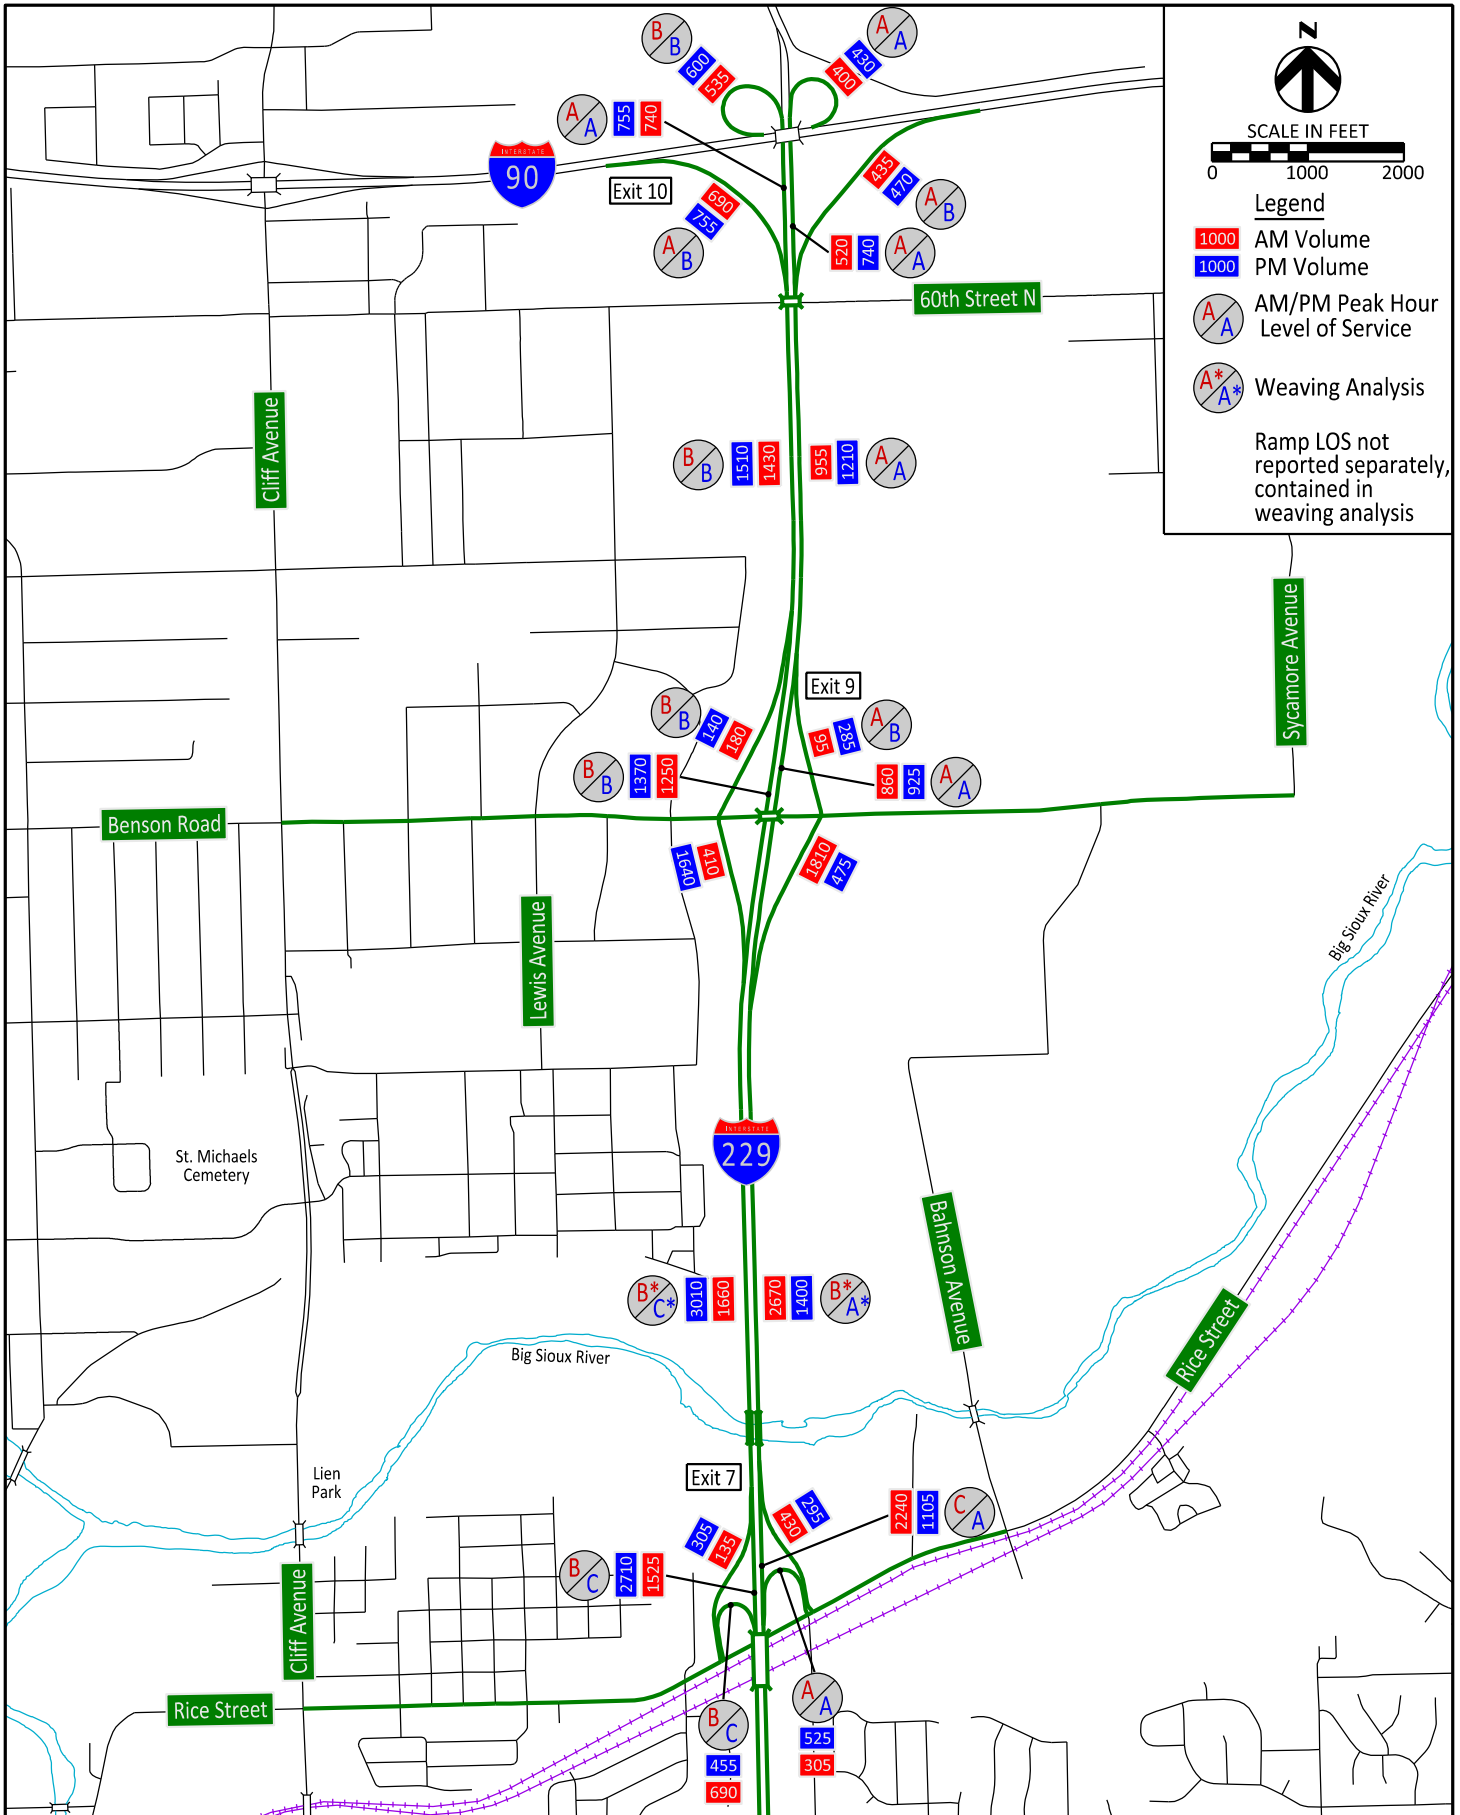 B
B
600
535
A
A
430
400
A
A
755
740
INTERSTATE
90
Exit 10
690
755
A
B
435
470
A
B
520
740
A
A
60th Street N
N
SCALE IN FEET
0 1000 2000
Legend
1000 AM Volume
1000 PM Volume
A
A
AM/PM Peak Hour
Level of Service
A*
A*
Weaving Analysis
Ramp LOS not
reported separately,
contained in
weaving analysis
Cliff Avenue
B
B
1510
1430
955
1210
A
A
Sycamore Avenue
Exit 9
B
B
140
180
95
285
A
B
B
B
1370
1250
860
925
A
A
Benson Road
1640
410
1810
475
Lewis Avenue
Big Sioux River
INTERSTATE
229
St. Michaels
Cemetery
Bahnson Avenue
B*
C*
3010
1660
2670
1400
B*
A*
Rice Street
Big Sioux River
Lien
Park
Exit 7
305
135
430
295
2240
1105
C
A
B
C
2710
1525
Cliff Avenue
Rice Street
B
C
455
690
A
A
525
305